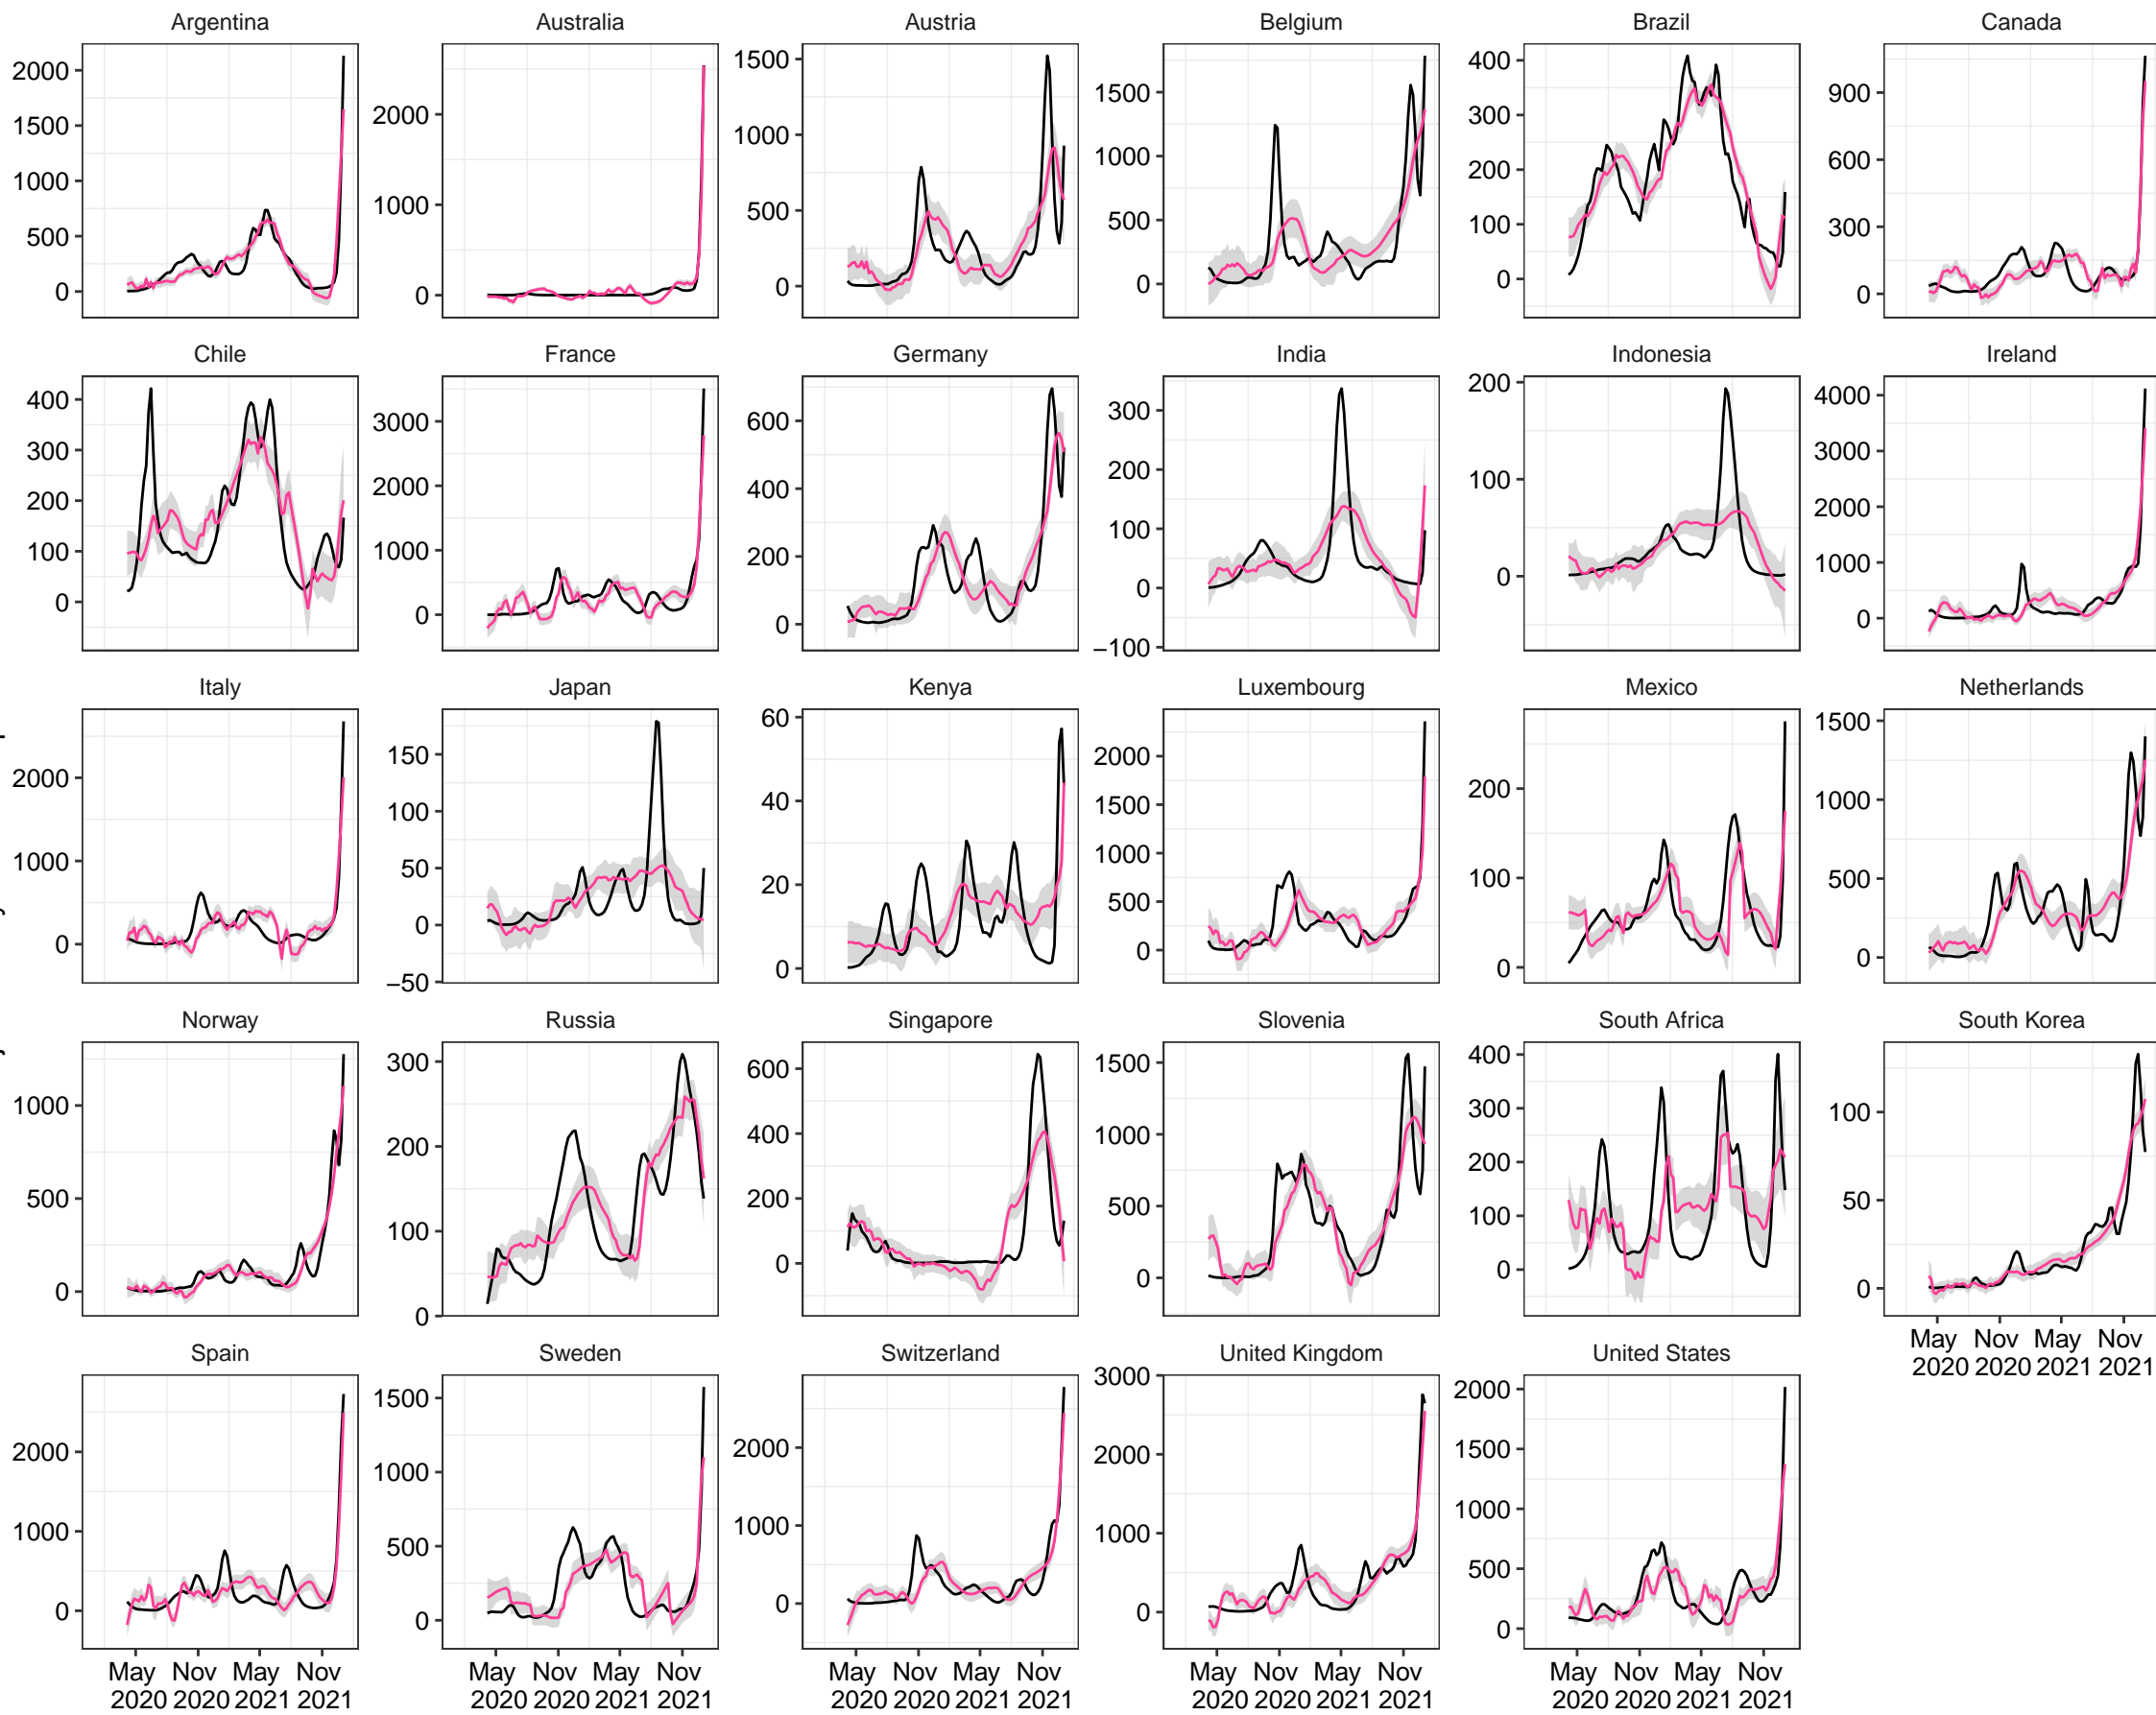 Argentina Australia Austria Belgium Brazil Canada
2000 1500 1000 500 0
2000 1000 0
1500 1000 500 0
1500 1000 500 0
400 300 200 100 0
900 600 300 0
Chile France Germany India Indonesia Ireland
400 300 200 100 0
3000 2000 1000 0
600 400 200 0
300 200 100 0 −100
200 100 0
4000 3000 2000 1000 0
Italy Japan Kenya Luxembourg Mexico Netherlands
2000 1000 0
150 100 50 0 −50
60 40 20 0
2000 1500 1000 500 0
200 100 0
1500 1000 500 0
Norway Russia Singapore Slovenia South Africa South Korea
1000 500 0
300 200 100 0
600 400 200 0
1500 1000 500 0
400 300 200 100 0
100 50 0
May Nov May Nov
2020 2020 2021 2021
Spain Sweden Switzerland United Kingdom United States
2000 1000 0
1500 1000 500 0
2000 1000 0
3000 2000 1000 0
2000 1500 1000 500 0
May Nov May Nov May Nov May Nov May Nov May Nov May Nov May Nov May Nov May Nov
2020 2020 2021 2021 2020 2020 2021 2021 2020 2020 2021 2021 2020 2020 2021 2021 2020 2020 2021 2021